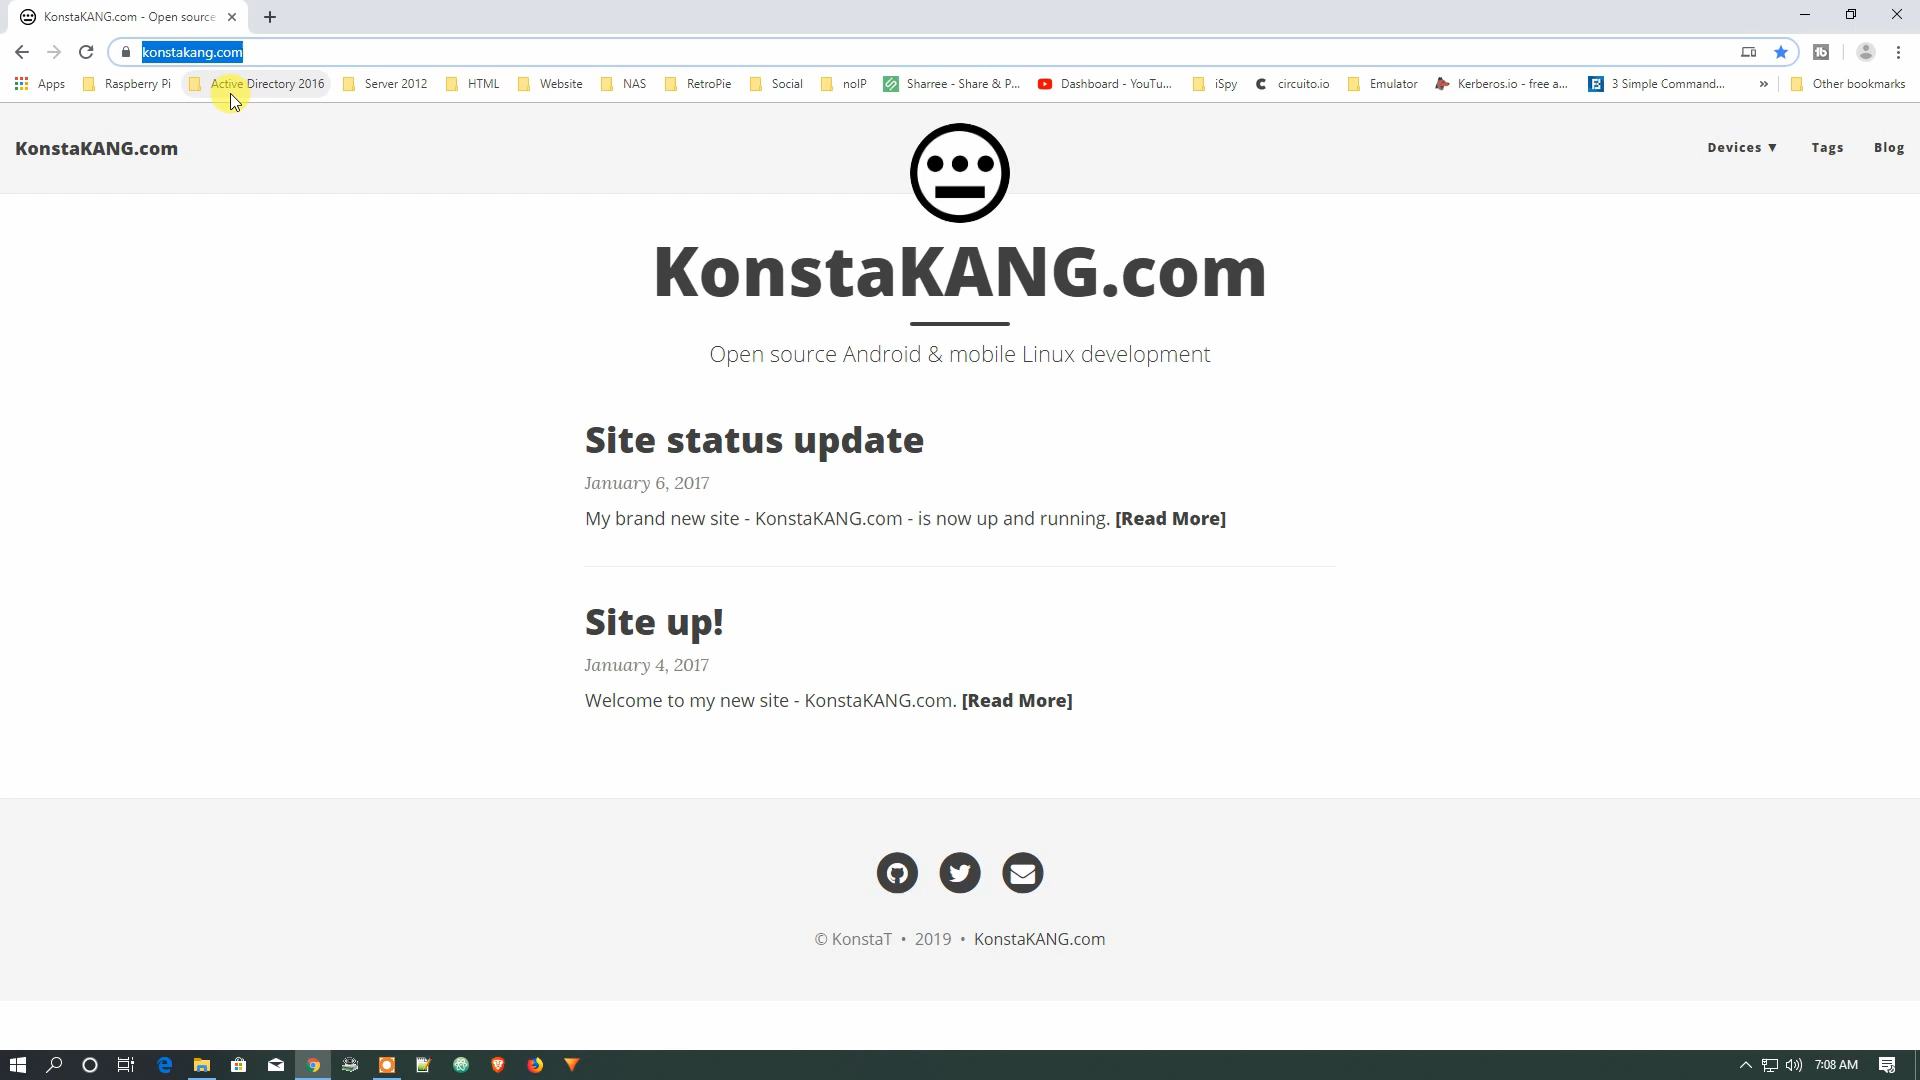 KonstaKANG.com - Open source
konstakang.com
Apps Raspberry Pi Active Directory 2016 Server 2012 HTML Website NAS RetroPie Social noIP Sharree - Share & P... Dashboard - YouTu... iSpy circuito.io Emulator Kerberos.io - free a... 3 Simple Command... » Other bookmarks
KonstaKANG.com
Devices ▼ Tags Blog
KonstaKANG.com
Open source Android & mobile Linux development
Site status update
January 6, 2017
My brand new site - KonstaKANG.com - is now up and running. [Read More]
Site up!
January 4, 2017
Welcome to my new site - KonstaKANG.com. [Read More]
© KonstaT • 2019 • KonstaKANG.com
7:08 AM